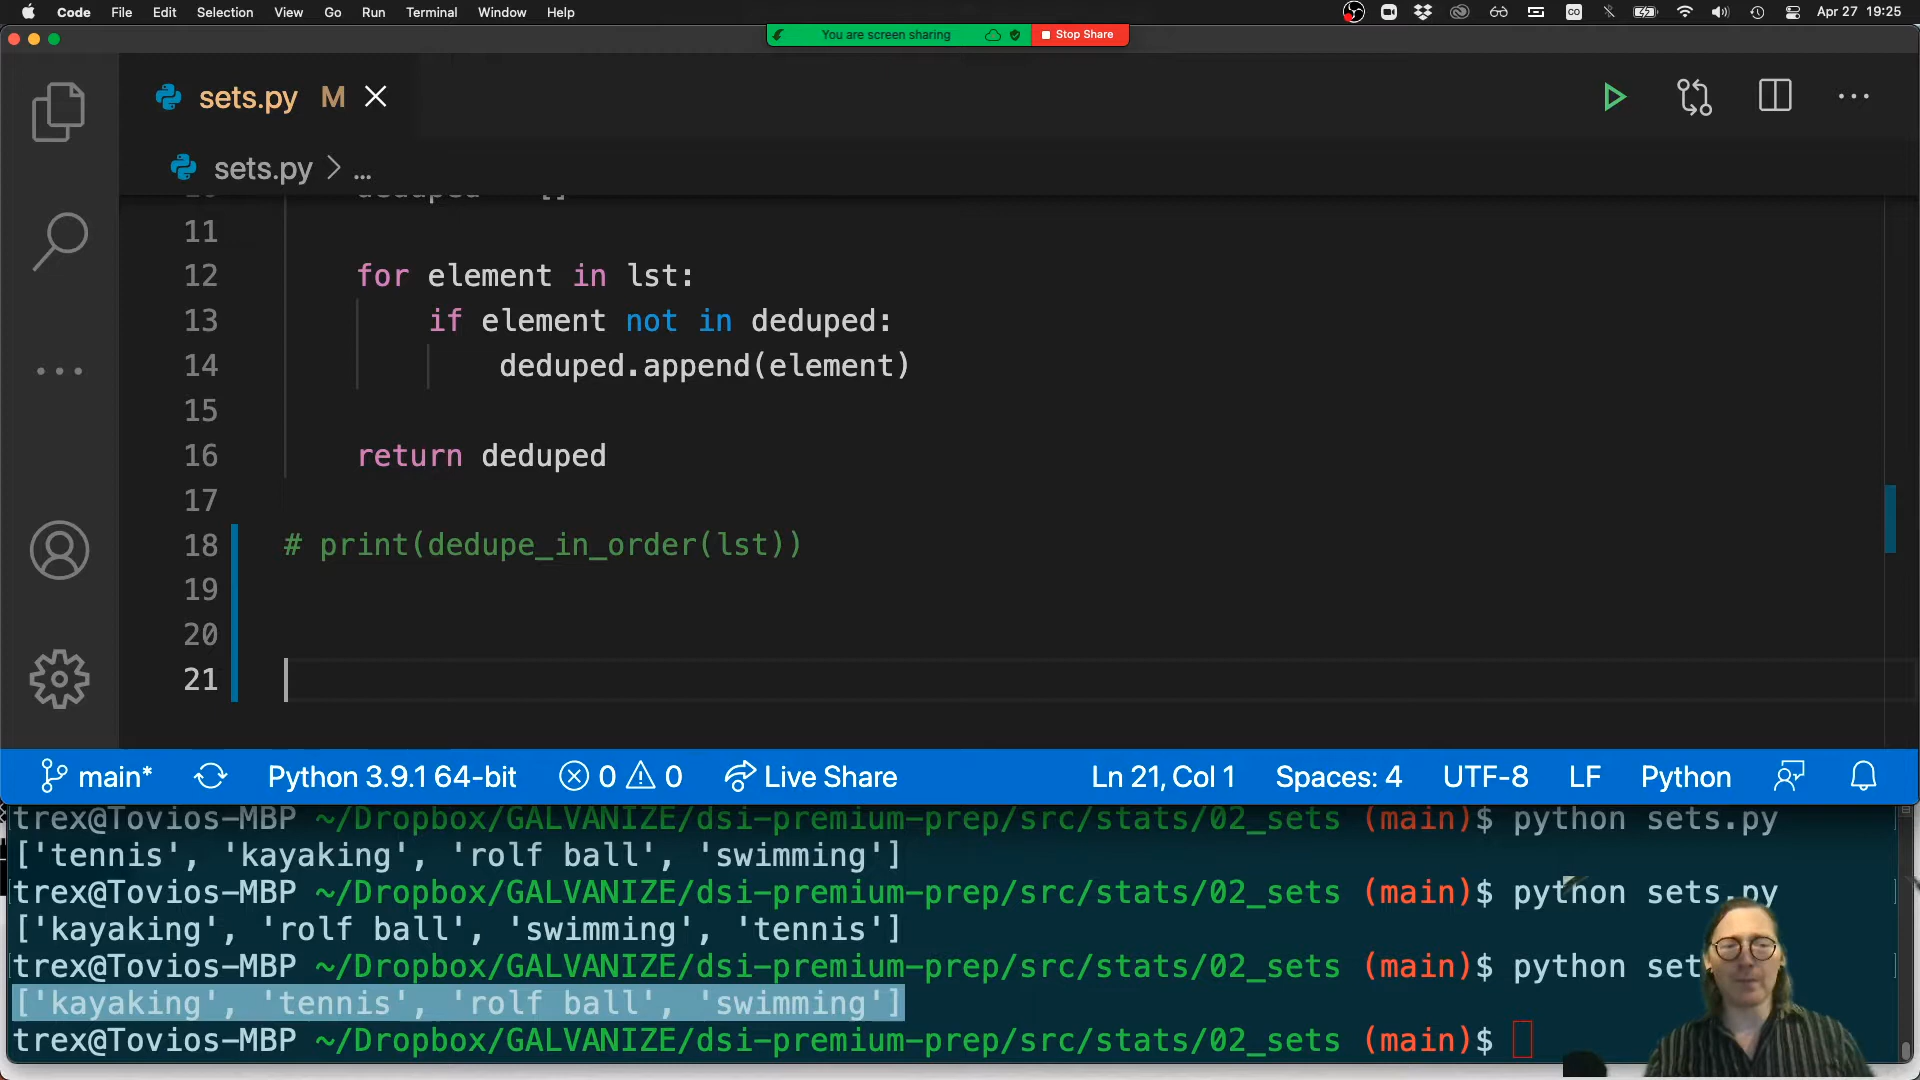 Code File Edit Selection View Go Run Terminal Window Help Apr 27 19:25
You are screen sharing Stop Share
sets.py M
sets.py > ...
11
12 for element in lst:
13 if element not in deduped:
14 deduped.append(element)
15
16 return deduped
17
18 # print(dedupe_in_order(lst))
19
20
21
main* Python 3.9.1 64-bit 0 0 Live Share Ln 21, Col 1 Spaces: 4 UTF-8 LF Python
trex@Tovios-MBP ~/Dropbox/GALVANIZE/dsi-premium-prep/src/stats/02_sets (main)$ python sets.py
['tennis', 'kayaking', 'rolf ball', 'swimming']
trex@Tovios-MBP ~/Dropbox/GALVANIZE/dsi-premium-prep/src/stats/02_sets (main)$ python sets.py
['kayaking', 'rolf ball', 'swimming', 'tennis']
trex@Tovios-MBP ~/Dropbox/GALVANIZE/dsi-premium-prep/src/stats/02_sets (main)$ python set
['kayaking', 'tennis', 'rolf ball', 'swimming']
trex@Tovios-MBP ~/Dropbox/GALVANIZE/dsi-premium-prep/src/stats/02_sets (main)$